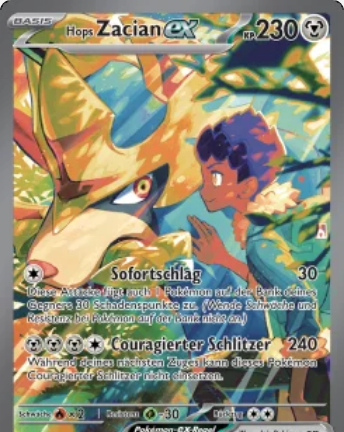 BASIS Hops Zacian ex KP 230
Sofortschlag 30
Diese Attacke fügt auch 1 Pokémon auf der Bank deines
Gegners 30 Schadenspunkte zu. (Wende Schwäche und
Resistenz bei Pokémon auf der Bank nicht an.)
Couragierter Schlitzer 240
Während deines nächsten Zuges kann dieses Pokémon
Couragierter Schlitzer nicht einsetzen.
Schwäche ×2 Resistenz -30 Rückzug
Pokémon-ex-Regel